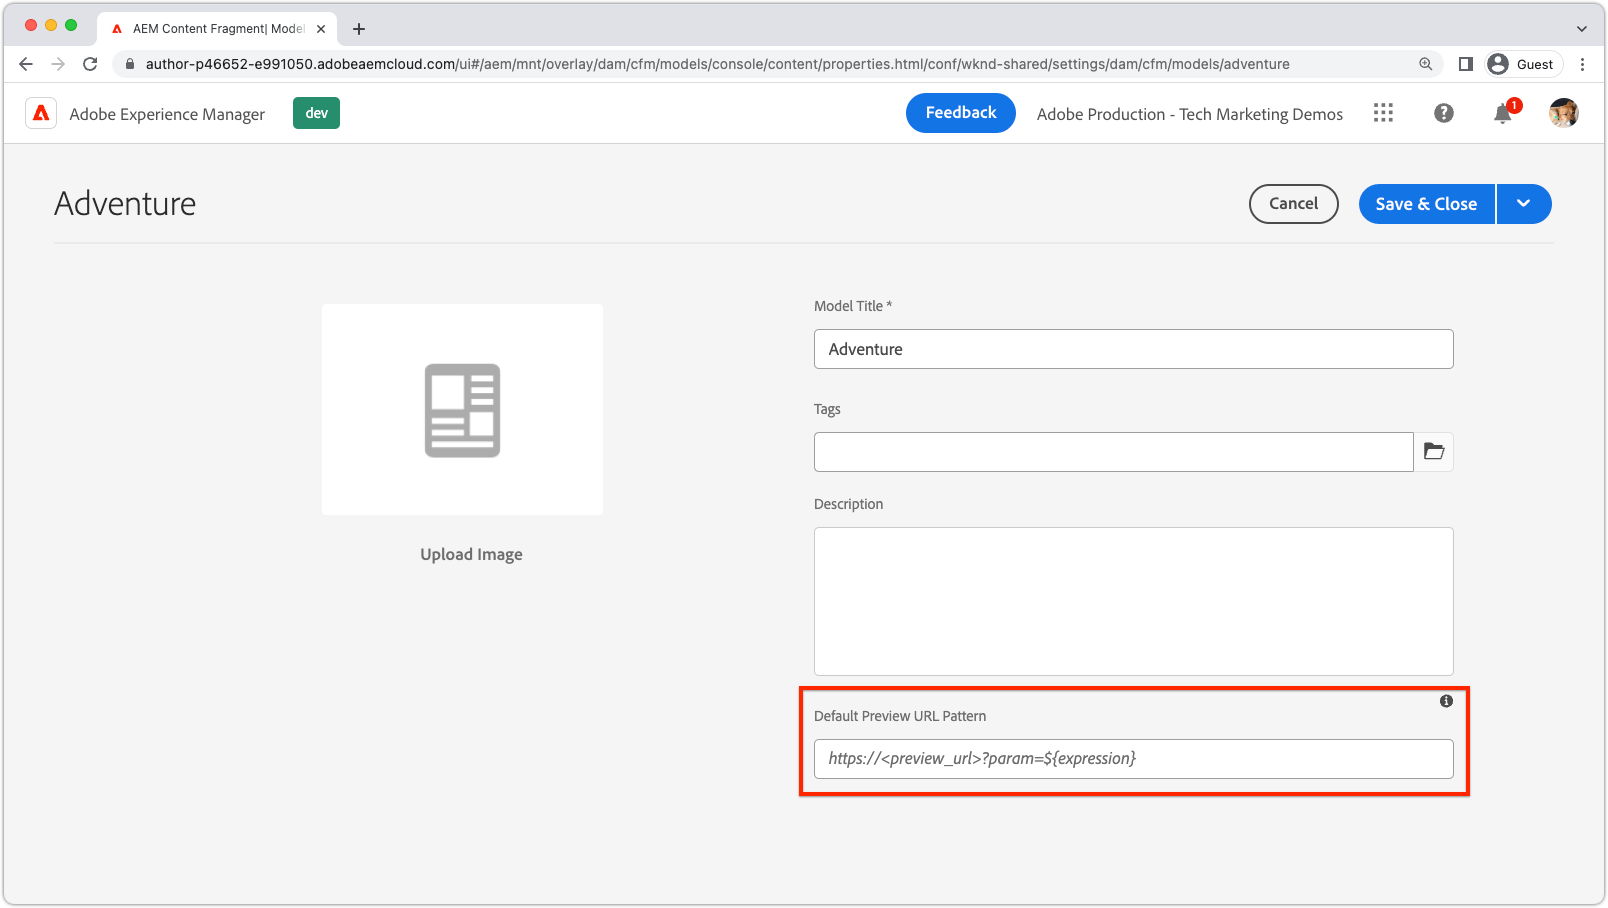 AEM Content Fragment| Model
author-p46652-e991050.adobeaemcloud.com/ui#/aem/mnt/overlay/dam/cfm/models/console/content/properties.html/conf/wknd-shared/settings/dam/cfm/models/adventure
Guest
Adobe Experience Manager
dev
Feedback
Adobe Production - Tech Marketing Demos
1
Adventure
Cancel
Save & Close
Model Title *
Adventure
Tags
Description
Upload Image
Default Preview URL Pattern
https://<preview_url>?param=${expression}